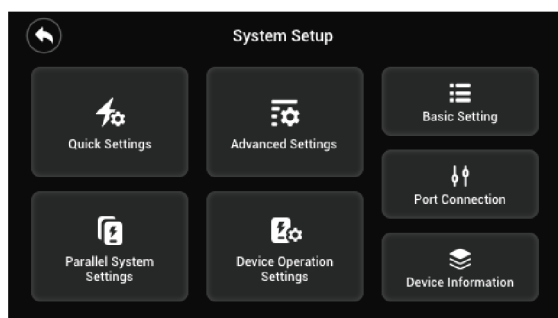 System Setup
Quick Settings
Advanced Settings
Basic Setting
Port Connection
Parallel System
Settings
Device Operation
Settings
Device Information